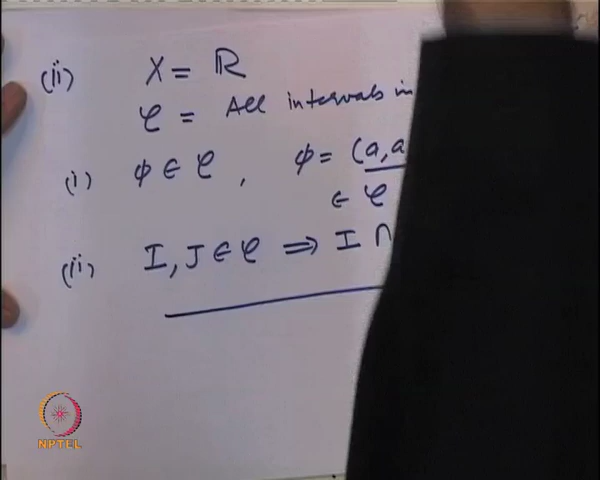 (ii) X = ℝ
𝒞 = All intervals in
(i) ϕ ∈ 𝒞 , ϕ = (a, a
∈ 𝒞
(ii) I, J ∈ 𝒞 ⇒ I ∩
NPTEL